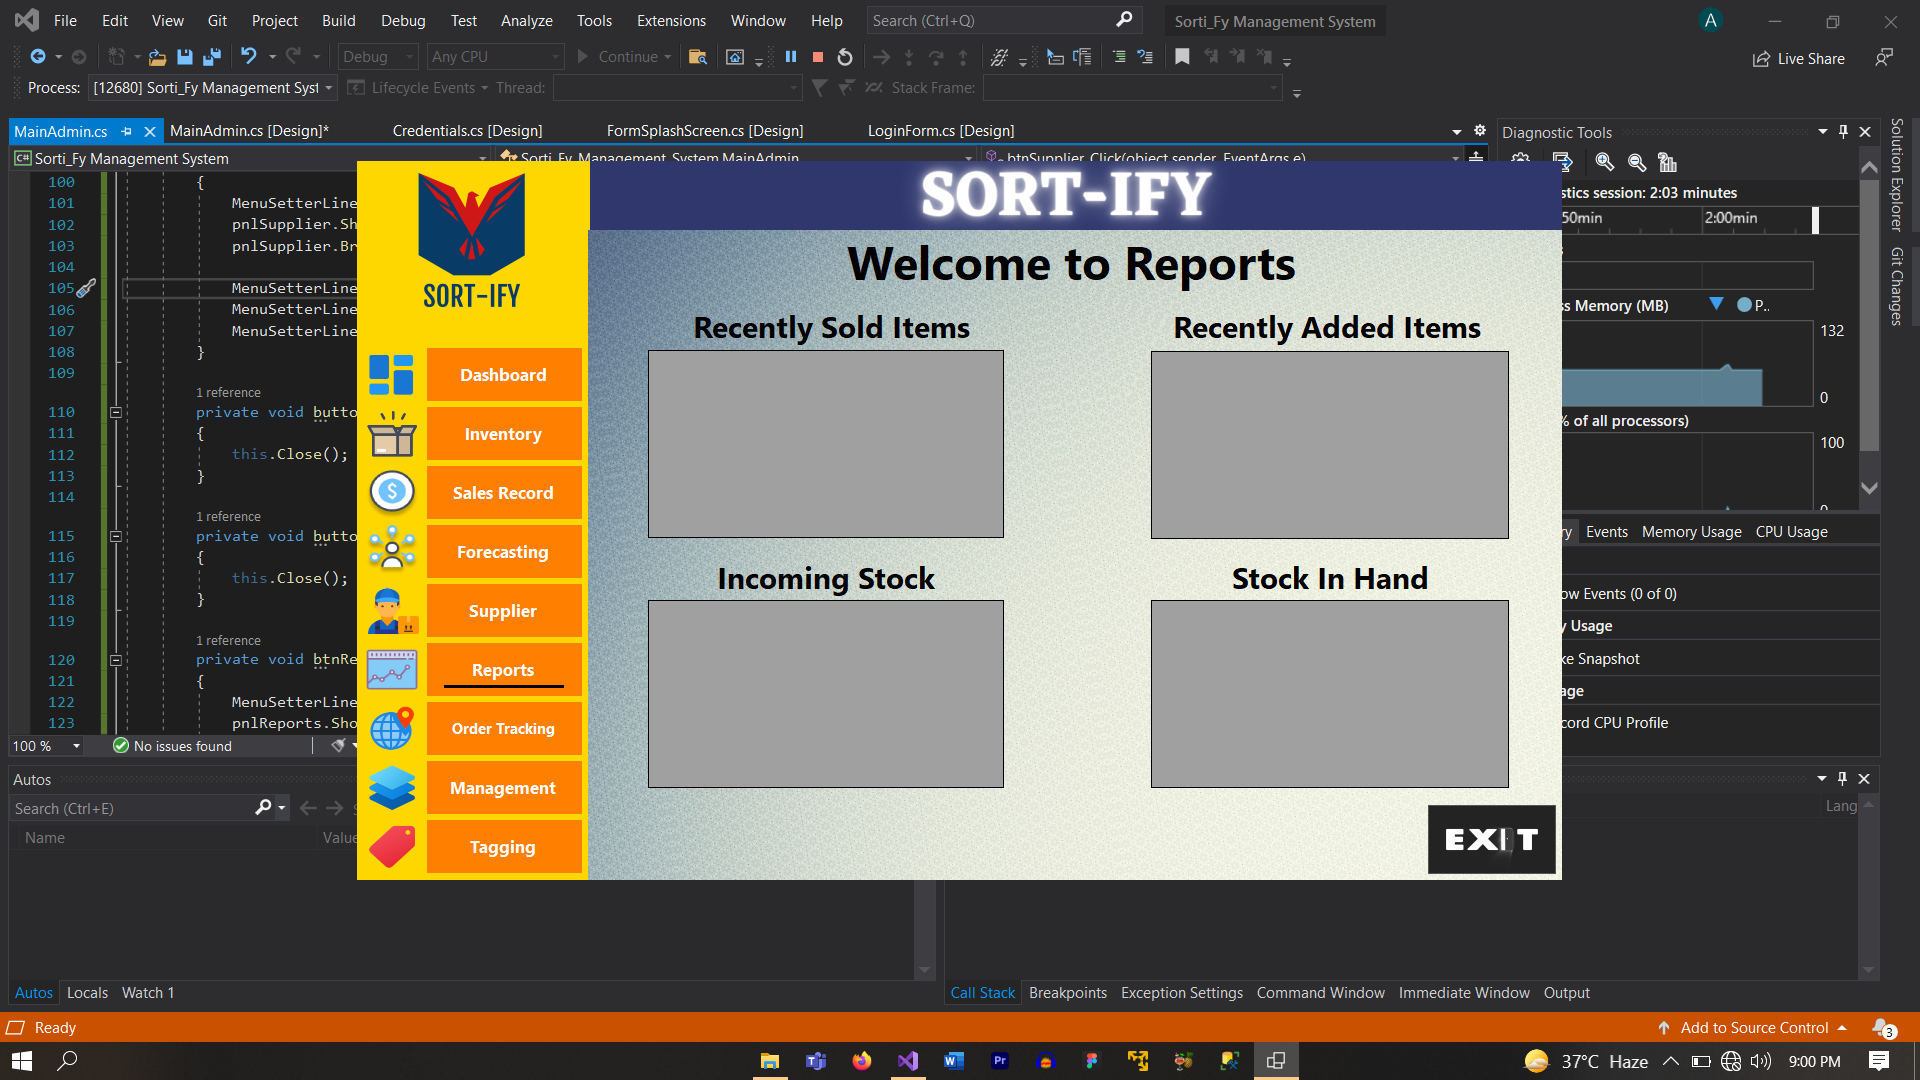 File Edit View Git Project Build Debug Test Analyze Tools Extensions Window Help Search (Ctrl+Q) Sorti_Fy Management System A
Debug Any CPU Continue Live Share
Process: [12680] Sorti_Fy Management Syst Lifecycle Events Thread: Stack Frame:
MainAdmin.cs MainAdmin.cs [Design]* Credentials.cs [Design] FormSplashScreen.cs [Design] LoginForm.cs [Design]
Sorti_Fy Management System Sorti_Fy_Management_System.MainAdmin btnSupplier_Click(object sender, EventArgs e)
100 {
101 MenuSetterLine
102 pnlSupplier.Sh
103 pnlSupplier.Br
104
105 MenuSetterLine
106 MenuSetterLine
107 MenuSetterLine
108 }
109
1 reference
110 private void butto
111 {
112 this.Close();
113 }
114
1 reference
115 private void butto
116 {
117 this.Close();
118 }
119
1 reference
120 private void btnRe
121 {
122 MenuSetterLine
123 pnlReports.Sho
100 % No issues found
SORT-IFY
Dashboard
Inventory
Sales Record
Forecasting
Supplier
Reports
Order Tracking
Management
Tagging
SORT-IFY
Welcome to Reports
Recently Sold Items Recently Added Items
Incoming Stock Stock In Hand
EXIT
Diagnostic Tools
stics session: 2:03 minutes
50min 2:00min
ss Memory (MB) P..
132
0
% of all processors)
100
0
ry Events Memory Usage CPU Usage
ow Events (0 of 0)
y Usage
ke Snapshot
age
cord CPU Profile
Solution Explorer
Git Changes
Autos
Search (Ctrl+E)
Name Value
Lang
Autos Locals Watch 1
Call Stack Breakpoints Exception Settings Command Window Immediate Window Output
Ready Add to Source Control 3
37°C Haze 9:00 PM